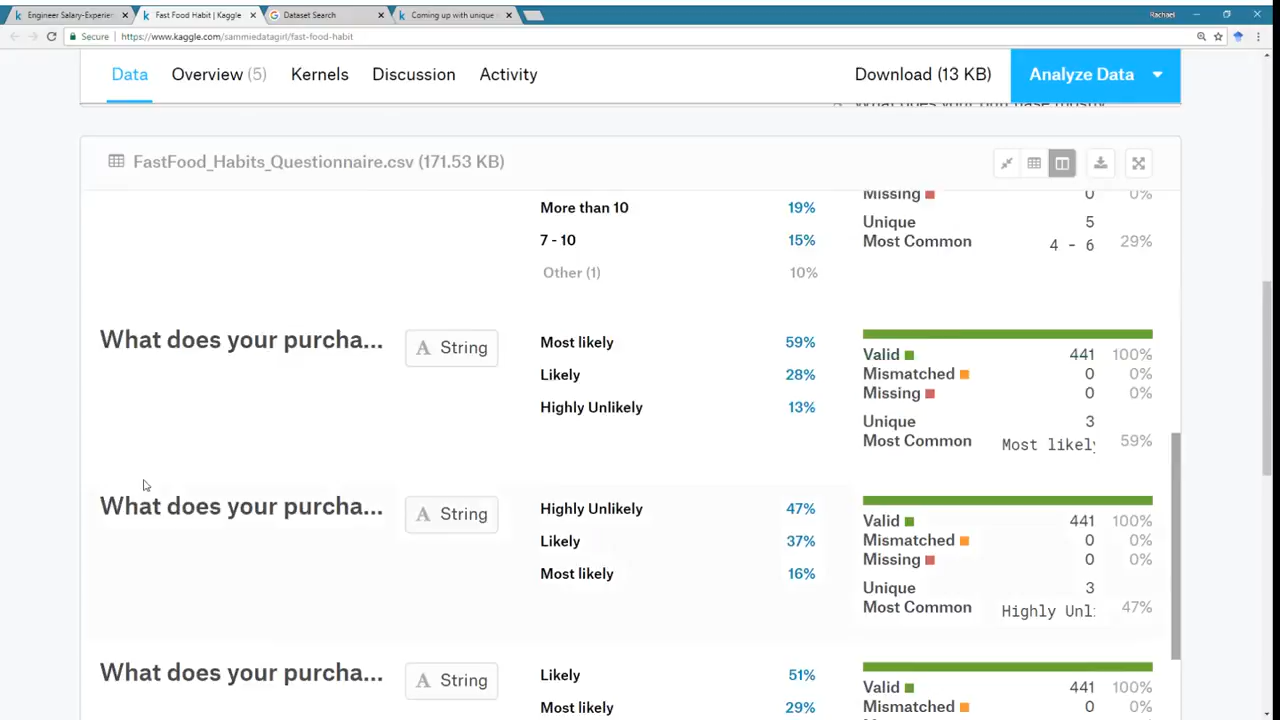 Engineer Salary-Experier
Fast Food Habit | Kaggle
Dataset Search
Coming up with unique
Rachael
Secure
https://www.kaggle.com/sammiedatagirl/fast-food-habit
Data
Overview (5)
Kernels
Discussion
Activity
Download (13 KB)
Analyze Data
FastFood_Habits_Questionnaire.csv (171.53 KB)
More than 10 19%
7 - 10 15%
Other (1) 10%
Missing 0 0%
Unique 5
Most Common 4 - 6 29%
What does your purcha...
A String
Most likely 59%
Likely 28%
Highly Unlikely 13%
Valid 441 100%
Mismatched 0 0%
Missing 0 0%
Unique 3
Most Common Most likely 59%
What does your purcha...
A String
Highly Unlikely 47%
Likely 37%
Most likely 16%
Valid 441 100%
Mismatched 0 0%
Missing 0 0%
Unique 3
Most Common Highly Unl 47%
What does your purcha...
A String
Likely 51%
Most likely 29%
Valid 441 100%
Mismatched 0 0%